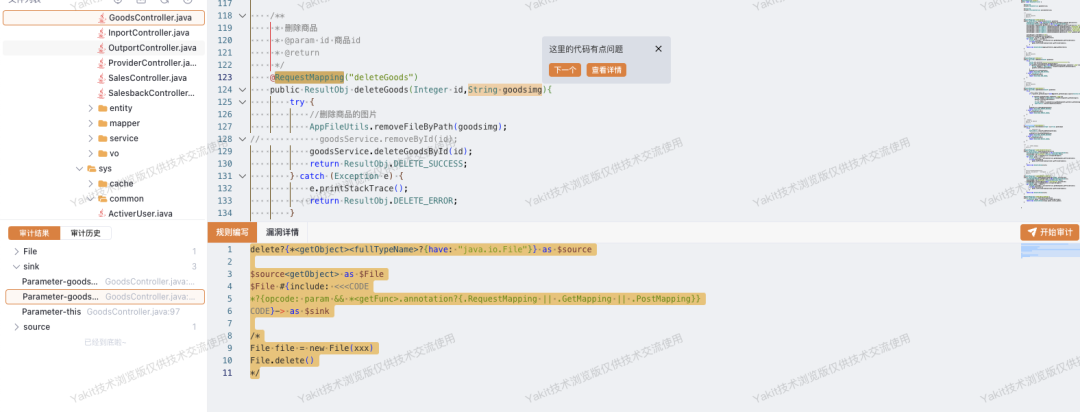 文件列表
GoodsController.java
InportController.java
OutportController.java
ProviderController.java
SalesController.java
SalesbackController...
entity
mapper
service
vo
sys
cache
common
ActiverUser.java
117
118 /**
119 * 删除商品
120 * @param id 商品id
121 * @return
122 */
123 @RequestMapping("deleteGoods")
124 public ResultObj deleteGoods(Integer id,String goodsimg){
125 try {
126 //删除商品的图片
127 AppFileUtils.removeFileByPath(goodsimg);
128 // goodsService.removeById(id);
129 goodsService.deleteGoodsById(id);
130 return ResultObj.DELETE_SUCCESS;
131 } catch (Exception e) {
132 e.printStackTrace();
133 return ResultObj.DELETE_ERROR;
134 }
这里的代码有点问题
下一个 查看详情
审计结果 审计历史
File 1
sink 3
Parameter-goods... GoodsController.java:...
Parameter-goods... GoodsController.java:...
Parameter-this GoodsController.java:97
source 1
已经到底啦~
规则编写 漏洞详情 开始审计
1 delete?{*<getObject><fullTypeName>?{have: "java.io.File"}} as $source
2
3 $source<getObject> as $File
4 $File #{include: <<<CODE
5 *?{opcode: param && *<getFunc>.annotation?{.RequestMapping || .GetMapping || .PostMapping}}
6 CODE}-> as $sink
7
8 /*
9 File file = new File(xxx)
10 File.delete()
11 */
Yakit技术浏览版仅供技术交流使用